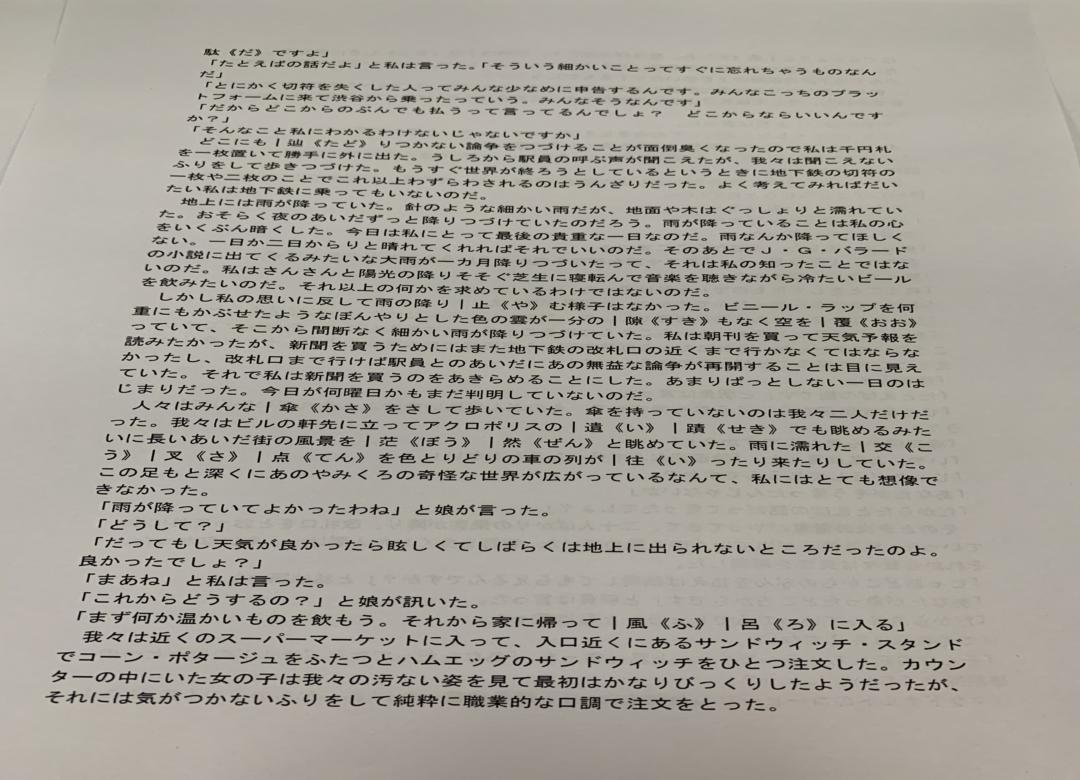 駄《だ》ですよ」
「たとえばの話だよ」と私は言った。「そういう細かいことってすぐに忘れちゃうものなん
だ」
「とにかく切符を失くした人ってみんな少なめに申告するんです。みんなこっちのプラッ
トフォームに来て渋谷から乗ったっていう。みんなそうなんです」
「だからどこからのぶんでも払うって言ってるんでしょ？　どこからならいいんです
か？」
「そんなこと私にわかるわけないじゃないですか」
どこにも｜辿《たど》りつかない論争をつづけることが面倒臭くなったので私は千円札
を一枚置いて勝手に外に出た。うしろから駅員の呼ぶ声が聞こえたが、我々は聞こえない
ふりをして歩きつづけた。もうすぐ世界が終ろうとしているというときに地下鉄の切符の
一枚や二枚のことでこれ以上わずらわされるのはうんざりだった。よく考えてみればだい
たい私は地下鉄に乗ってもいないのだ。
地上には雨が降っていた。針のような細かい雨だが、地面や木はぐっしょりと濡れてい
た。おそらく夜のあいだずっと降りつづけていたのだろう。雨が降っていることは私の心
をいくぶん暗くした。今日は私にとって最後の貴重な一日なのだ。雨なんか降ってほしく
ない。一日か二日からりと晴れてくれればそれでいいのだ。そのあとでＪ・Ｇ・バラード
の小説に出てくるみたいな大雨が一カ月降りつづいたって、それは私の知ったことではな
いのだ。私はさんさんと陽光の降りそそぐ芝生に寝転んで音楽を聴きながら冷たいビール
を飲みたいのだ。それ以上の何かを求めているわけではないのだ。
しかし私の思いに反して雨の降り｜止《や》む様子はなかった。ビニール・ラップを何
重にもかぶせたようなぼんやりとした色の雲が一分の｜隙《すき》もなく空を｜覆《おお》
っていて、そこから間断なく細かい雨が降りつづけていた。私は朝刊を買って天気予報を
読みたかったが、新聞を買うためにはまた地下鉄の改札口の近くまで行かなくてはならな
かったし、改札口まで行けば駅員とのあいだにあの無益な論争が再開することは目に見え
ていた。それで私は新聞を買うのをあきらめることにした。あまりぱっとしない一日のは
じまりだった。今日が何曜日かもまだ判明していないのだ。
人々はみんな｜傘《かさ》をさして歩いていた。傘を持っていないのは我々二人だけだ
った。我々はビルの軒先に立ってアクロポリスの｜遺《い》｜蹟《せき》でも眺めるみた
いに長いあいだ街の風景を｜茫《ぼう》｜然《ぜん》と眺めていた。雨に濡れた｜交《こ
う》｜叉《さ》｜点《てん》を色とりどりの車の列が｜往《い》ったり来たりしていた。
この足もと深くにあのやみくろの奇怪な世界が広がっているなんて、私にはとても想像で
きなかった。
「雨が降っていてよかったわね」と娘が言った。
「どうして？」
「だってもし天気が良かったら眩しくてしばらくは地上に出られないところだったのよ。
良かったでしょ？」
「まあね」と私は言った。
「これからどうするの？」と娘が訊いた。
「まず何か温かいものを飲もう。それから家に帰って｜風《ふ》｜呂《ろ》に入る」
我々は近くのスーパーマーケットに入って、入口近くにあるサンドウィッチ・スタンド
でコーン・ポタージュをふたつとハムエッグのサンドウィッチをひとつ注文した。カウン
ターの中にいた女の子は我々の汚ない姿を見て最初はかなりびっくりしたようだったが、
それには気がつかないふりをして純粋に職業的な口調で注文をとった。